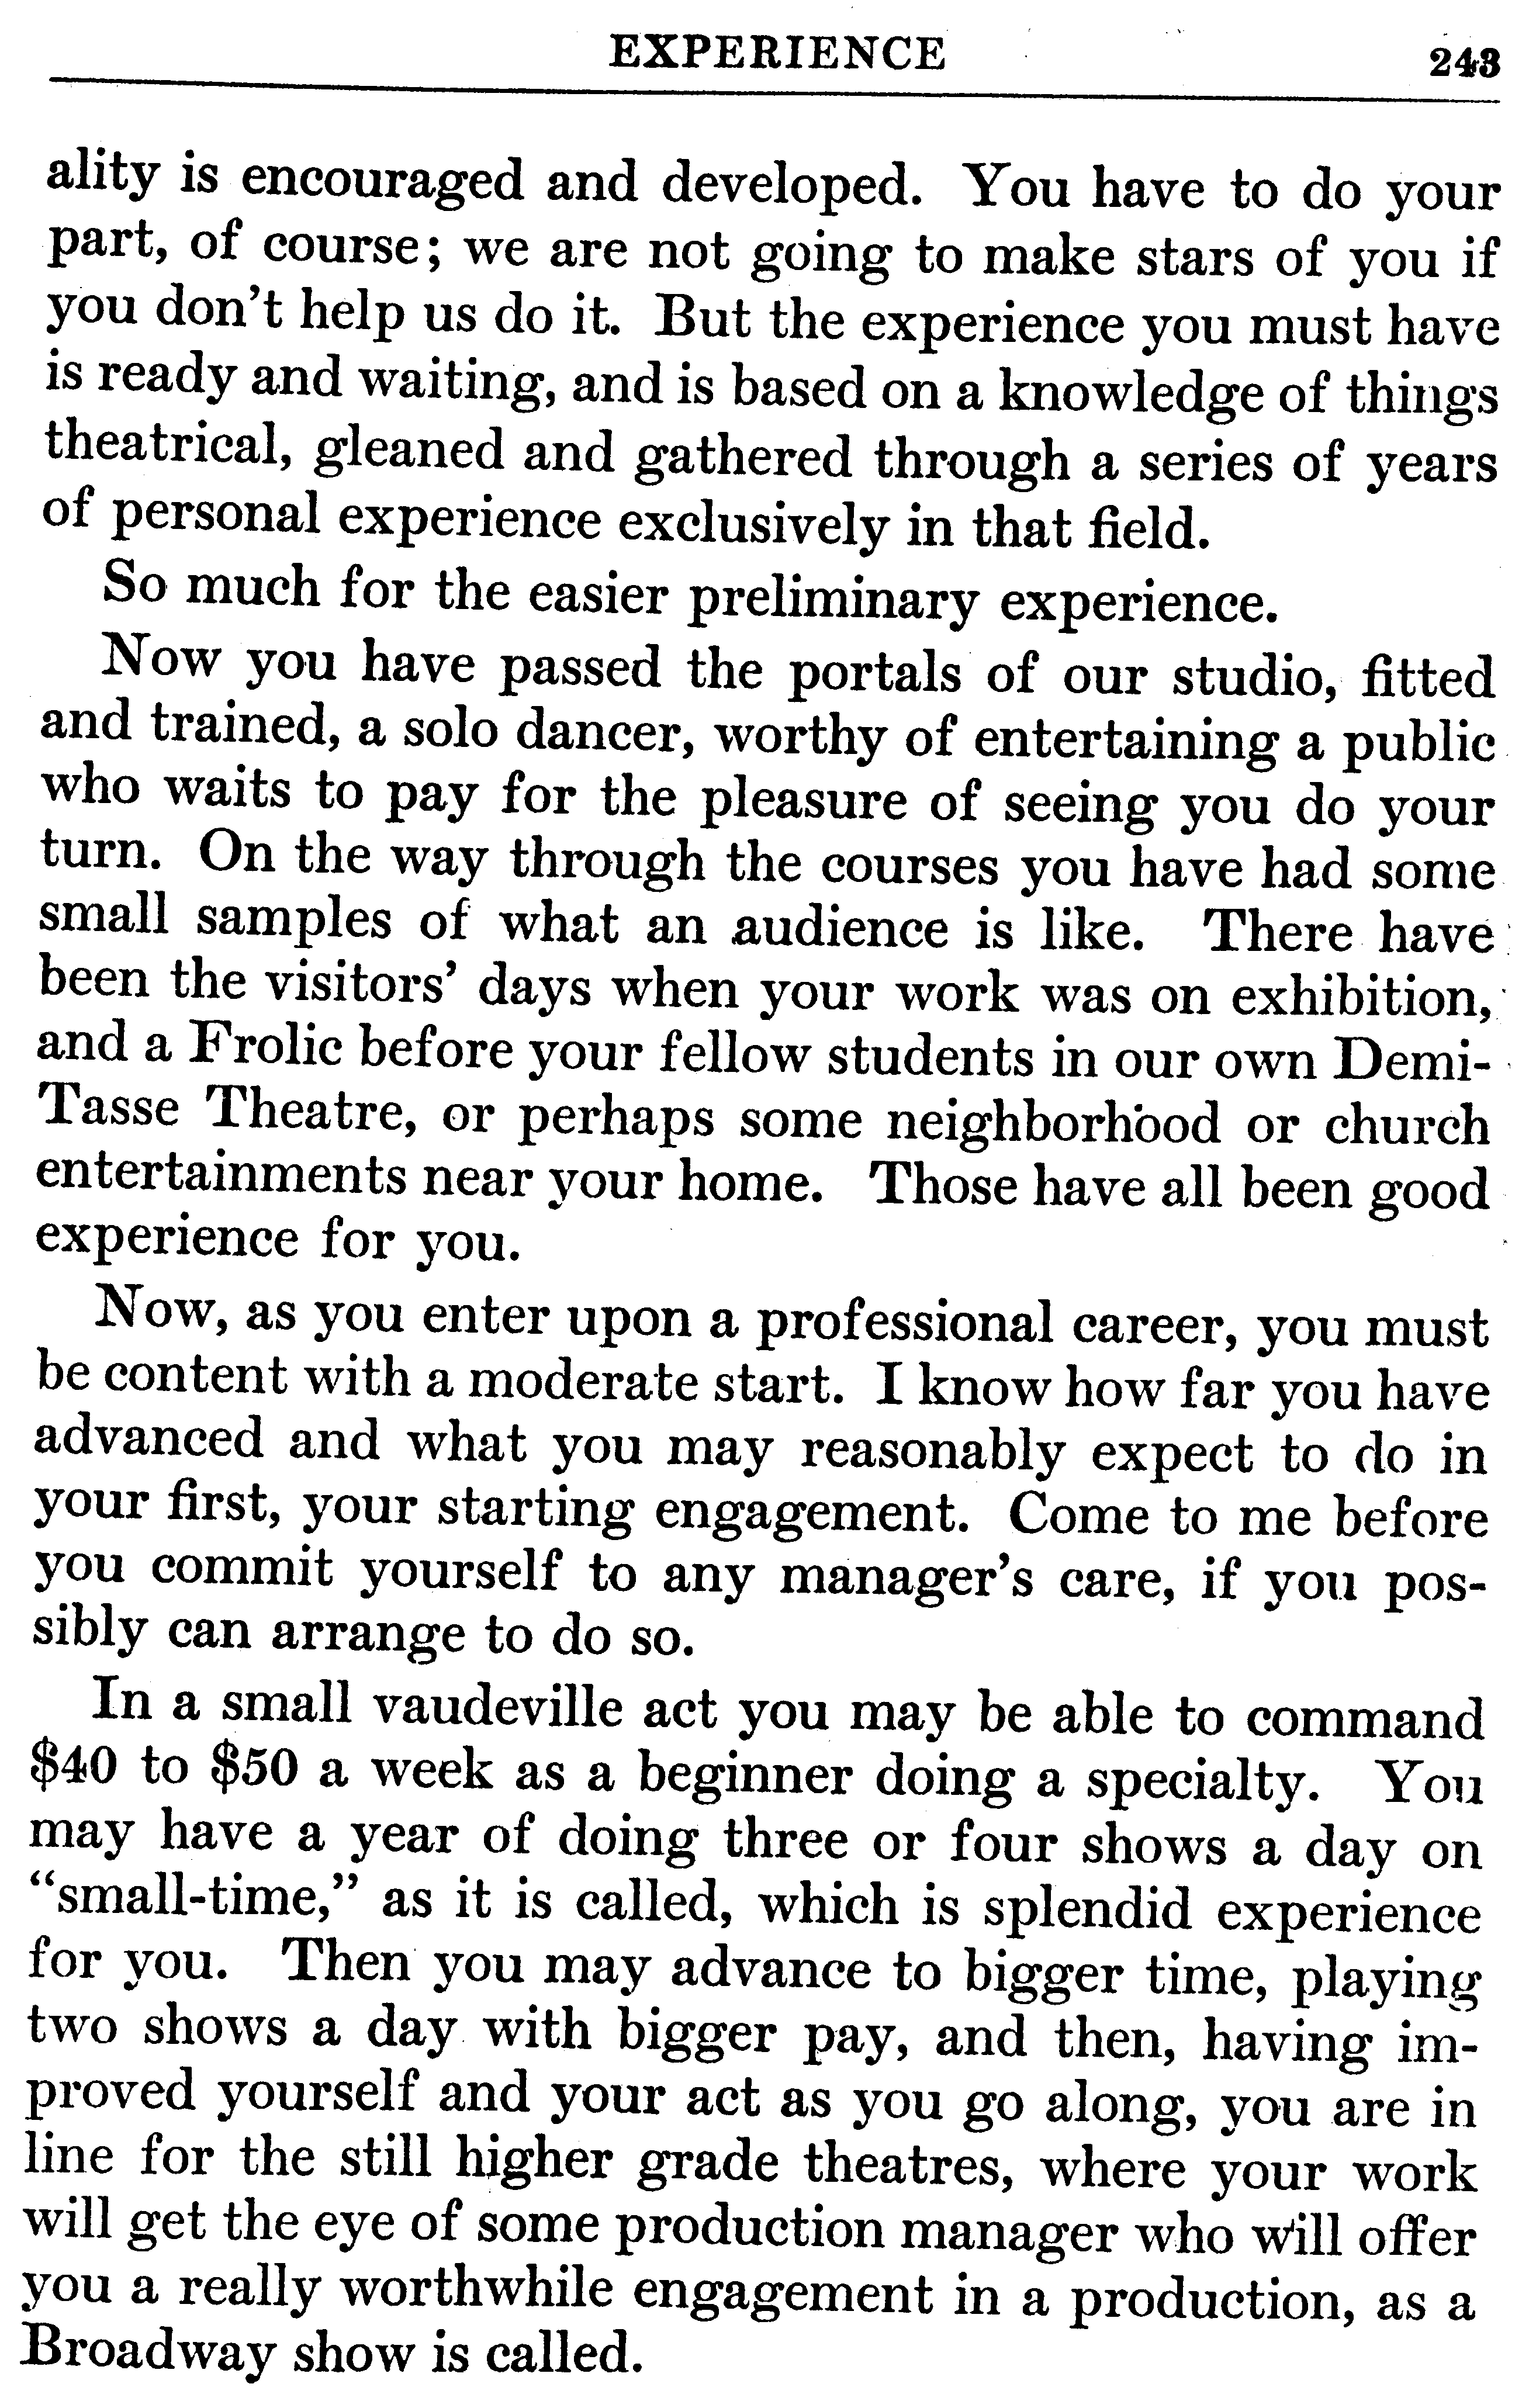 EXPERIENCE 243
ality is encouraged and developed. You have to do your
part, of course; we are not going to make stars of you if
you don't help us do it. But the experience you must have
is ready and waiting, and is based on a knowledge of things
theatrical, gleaned and gathered through a series of years
of personal experience exclusively in that field.
So much for the easier preliminary experience.
Now you have passed the portals of our studio, fitted
and trained, a solo dancer, worthy of entertaining a public
who waits to pay for the pleasure of seeing you do your
turn. On the way through the courses you have had some
small samples of what an audience is like. There have
been the visitors' days when your work was on exhibition,
and a Frolic before your fellow students in our own Demi-
Tasse Theatre, or perhaps some neighborhood or church
entertainments near your home. Those have all been good
experience for you.
Now, as you enter upon a professional career, you must
be content with a moderate start. I know how far you have
advanced and what you may reasonably expect to do in
your first, your starting engagement. Come to me before
you commit yourself to any manager's care, if you pos-
sibly can arrange to do so.
In a small vaudeville act you may be able to command
$40 to $50 a week as a beginner doing a specialty. You
may have a year of doing three or four shows a day on
“small-time,” as it is called, which is splendid experience
for you. Then you may advance to bigger time, playing
two shows a day with bigger pay, and then, having im-
proved yourself and your act as you go along, you are in
line for the still higher grade theatres, where your work
will get the eye of some production manager who will offer
you a really worthwhile engagement in a production, as a
Broadway show is called.